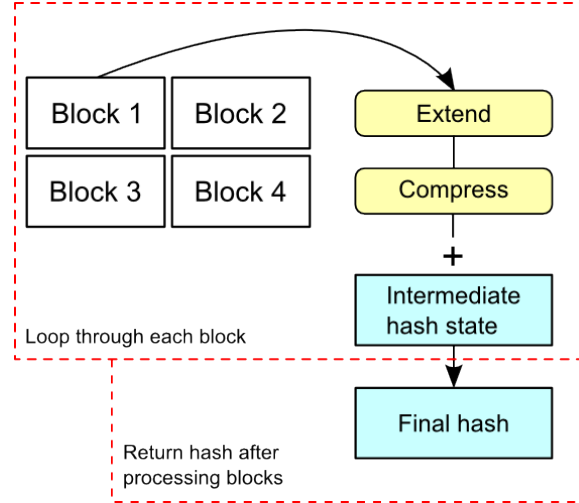 Block 1
Block 2
Extend
Block 3
Block 4
Compress
+
Intermediate
hash state
Loop through each block
Final hash
Return hash after
processing blocks